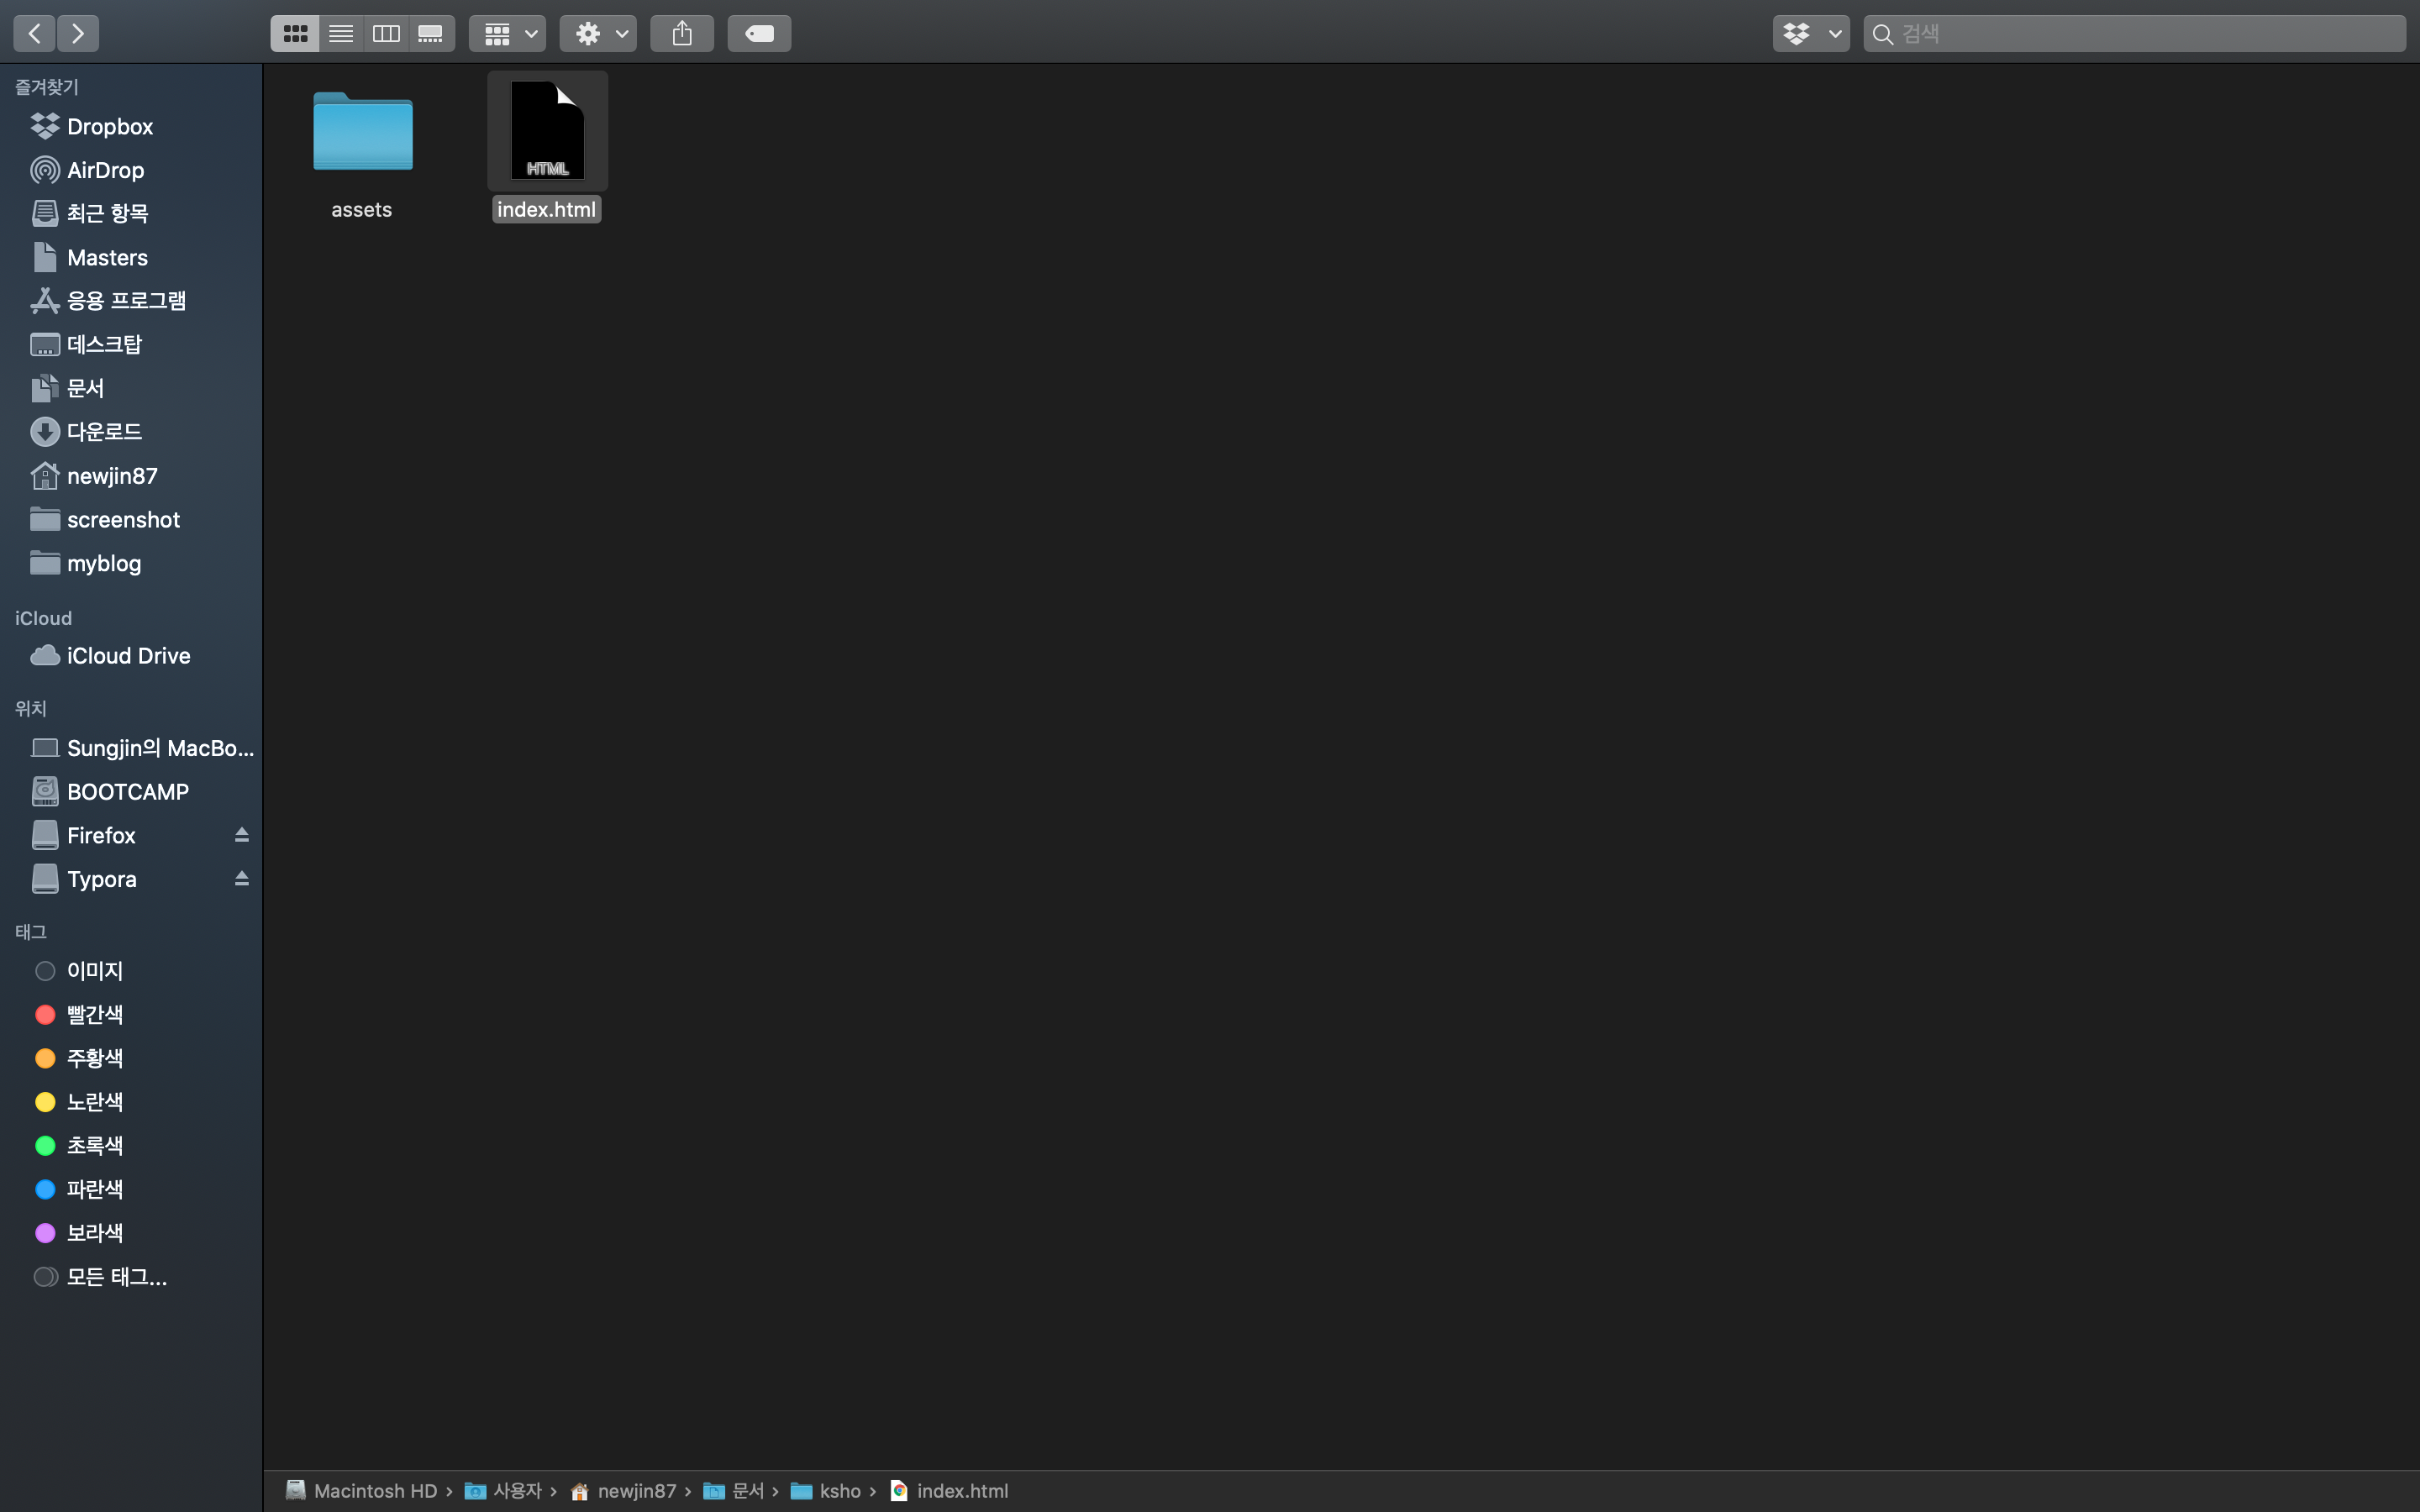 검색
즐겨찾기
Dropbox
AirDrop
최근 항목
Masters
응용 프로그램
데스크탑
문서
다운로드
newjin87
screenshot
myblog
iCloud
iCloud Drive
위치
Sungjin의 MacBo...
BOOTCAMP
Firefox
Typora
태그
이미지
빨간색
주황색
노란색
초록색
파란색
보라색
모든 태그...
HTML
assets
index.html
Macintosh HD › 사용자 › newjin87 › 문서 › ksho › index.html